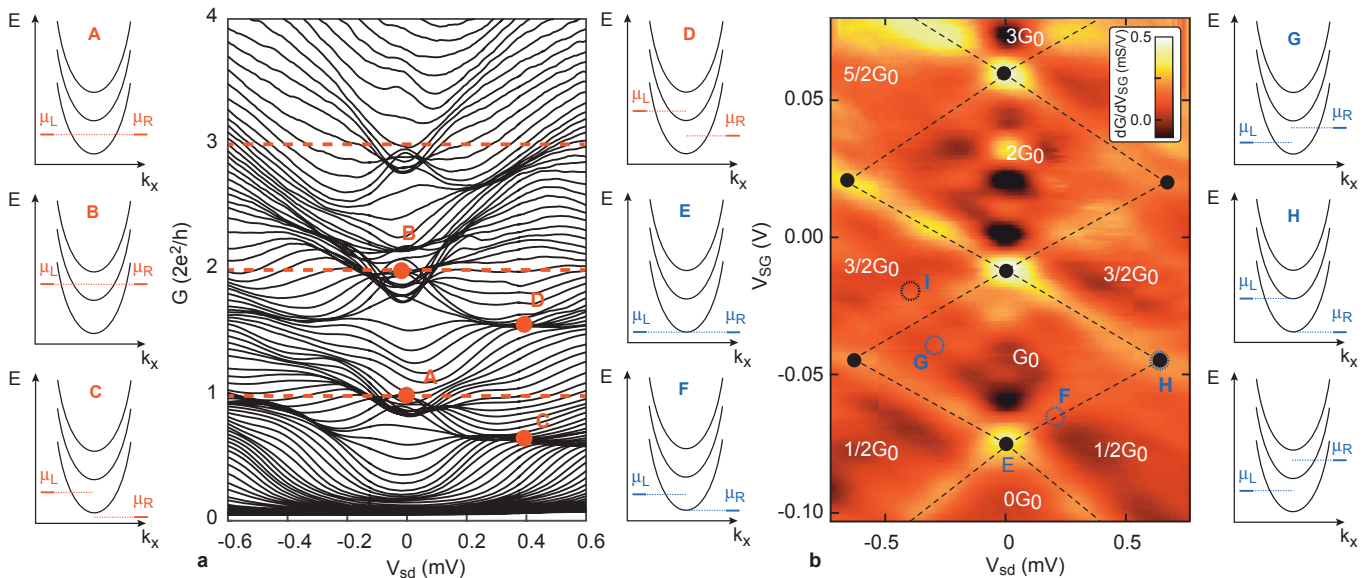 E
A
μL
μR
kx
E
B
μL
μR
kx
E
C
μL
μR
kx
G (2e²/h)
4
3
2
1
0
B
D
A
C
-0.6
-0.4
-0.2
0
0.2
0.4
0.6
a
Vsd (mV)
E
D
μL
μR
kx
E
E
μL
μR
kx
E
F
μL
μR
kx
VSG (V)
0.05
0.00
-0.05
-0.10
3G0
5/2G0
0.5
0.0
dG/dVSG (mS/V)
2G0
3/2G0
3/2G0
I
G
G0
H
F
1/2G0
E
1/2G0
0G0
-0.5
0
0.5
b
Vsd (mV)
E
G
μL
μR
kx
E
H
μL
μR
kx
E
I
μL
μR
kx